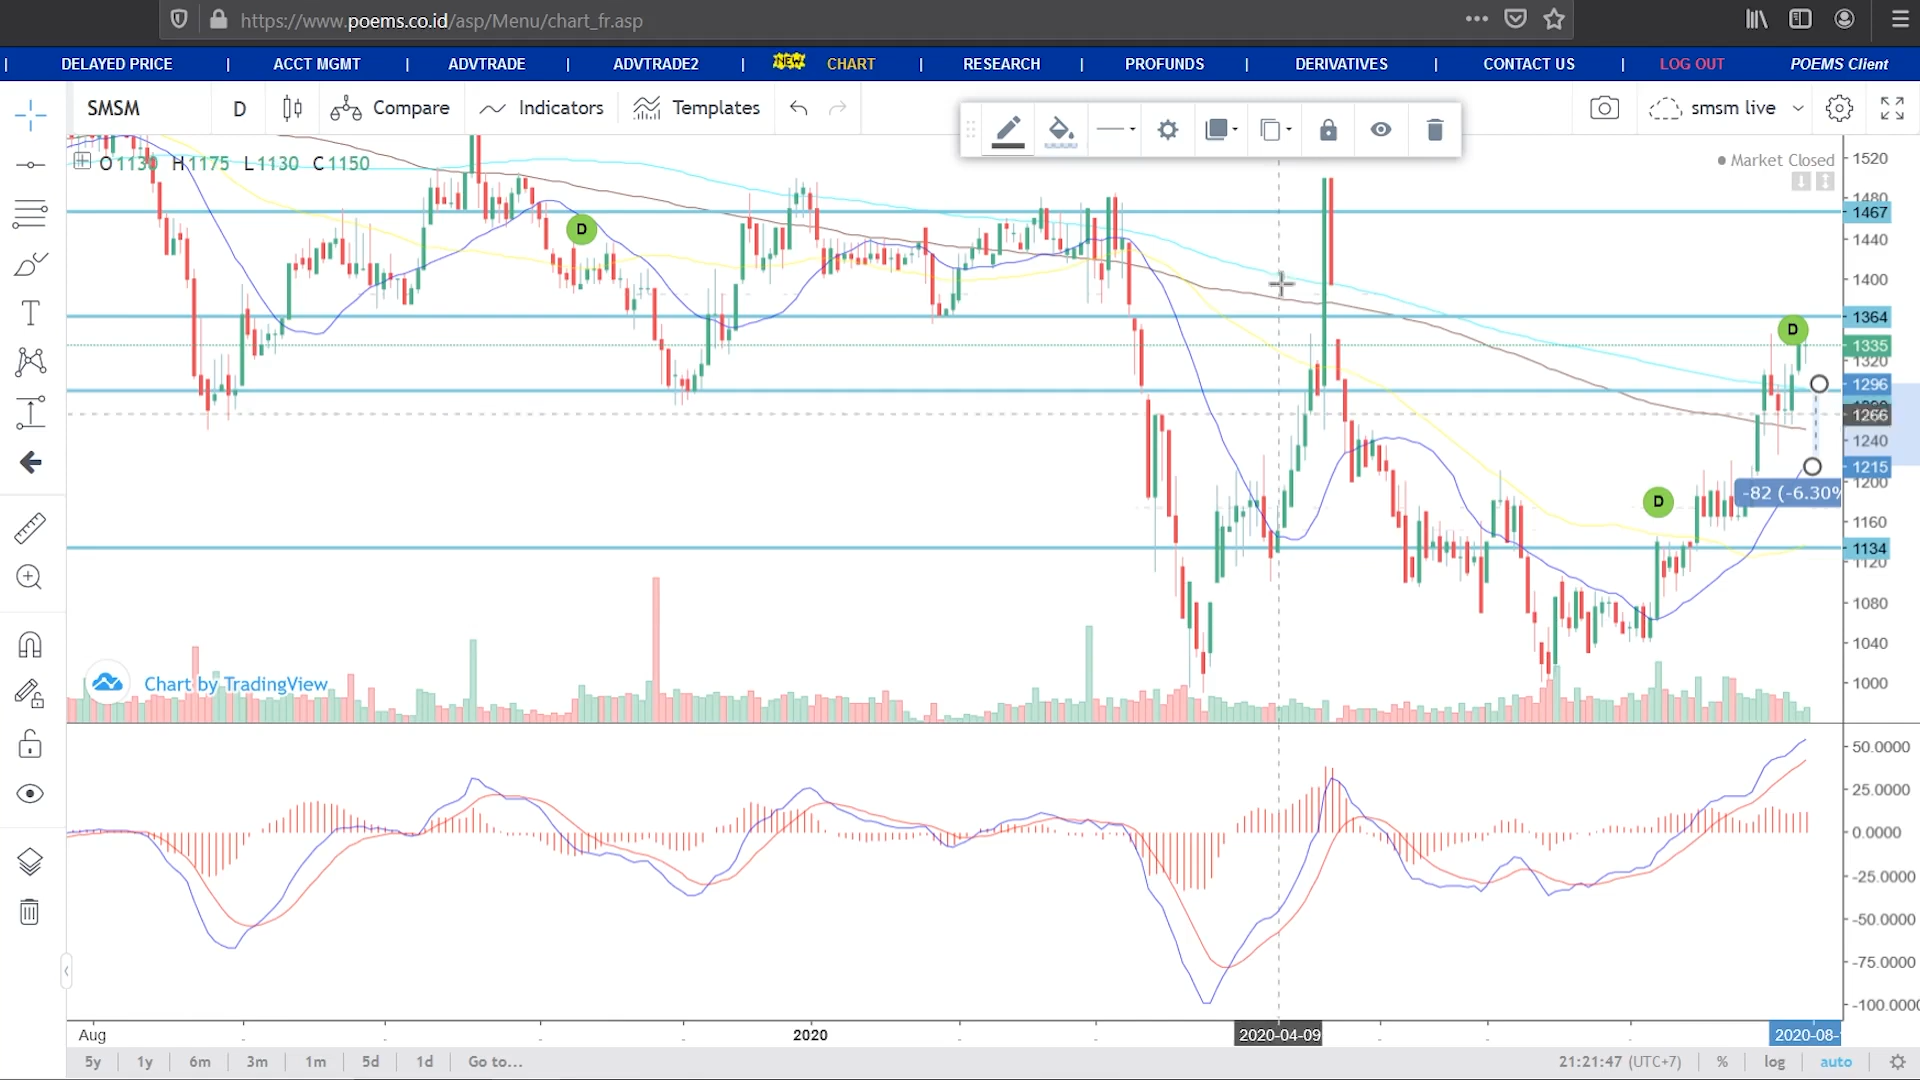 https://www.poems.co.id/asp/Menu/chart_fr.asp
| DELAYED PRICE | ACCT MGMT | ADVTRADE | ADVTRADE2 | NEW CHART | RESEARCH | PROFUNDS | DERIVATIVES | CONTACT US | LOG OUT POEMS Client
SMSM D Compare Indicators Templates smsm live
O1130 H1175 L1130 C1150
Market Closed
1520
1480
1467
1440
1400
D
1364
D
1335
1320
1296
1266
1240
1215
1200
-82 (-6.30%
D
1160
1134
1120
1080
1040
1000
Chart by TradingView
50.0000
25.0000
0.0000
-25.0000
-50.0000
-75.0000
-100.0000
Aug 2020 2020-04-09 2020-08-
5y 1y 6m 3m 1m 5d 1d Go to... 21:21:47 (UTC+7) % log auto